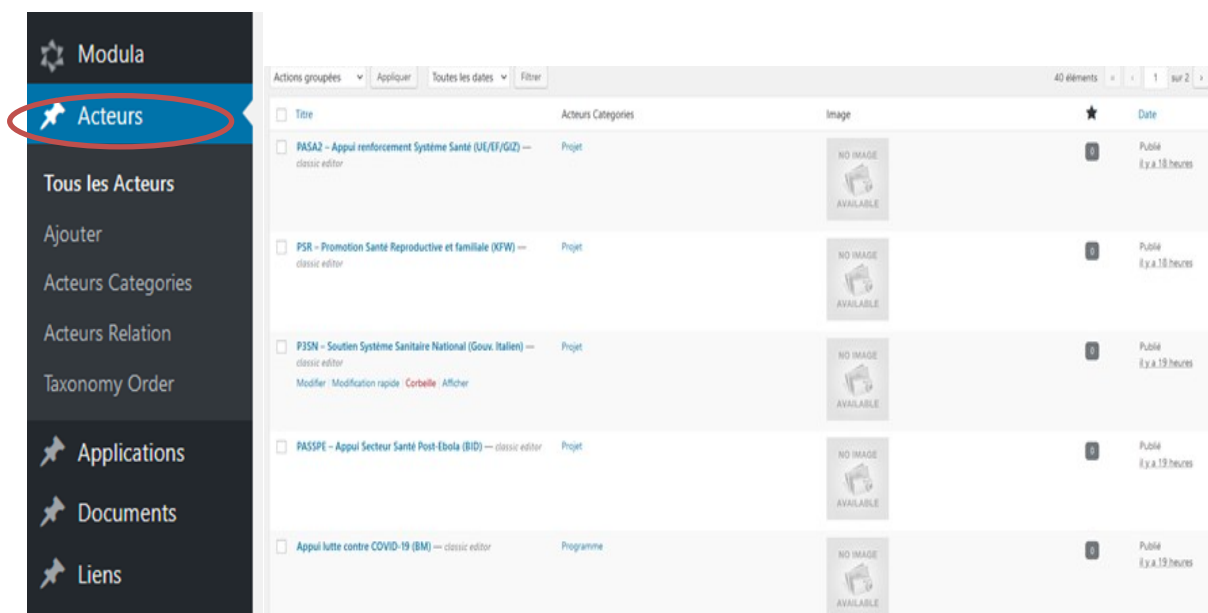 Modula
Acteurs
Tous les Acteurs
Ajouter
Acteurs Categories
Acteurs Relation
Taxonomy Order
Applications
Documents
Liens
Actions groupées Appliquer Toutes les dates Filtrer 40 éléments « ‹ 1 sur 2 ›
Titre Acteurs Categories Image Date
PASA2 – Appui renforcement Système Santé (UE/EF/GIZ) — Projet NO IMAGE 0 Publié
classic editor il y a 18 heures
AVAILABLE
PSR – Promotion Santé Reproductive et familiale (KFW) — Projet NO IMAGE 0 Publié
classic editor il y a 18 heures
AVAILABLE
P3SN – Soutien Système Sanitaire National (Gouv. Italien) — Projet NO IMAGE 0 Publié
classic editor il y a 19 heures
Modifier | Modification rapide | Corbeille | Afficher
AVAILABLE
PASSPE – Appui Secteur Santé Post-Ebola (BID) — classic editor Projet NO IMAGE 0 Publié
il y a 19 heures
AVAILABLE
Appui lutte contre COVID-19 (BM) — classic editor Programme NO IMAGE 0 Publié
il y a 19 heures
AVAILABLE